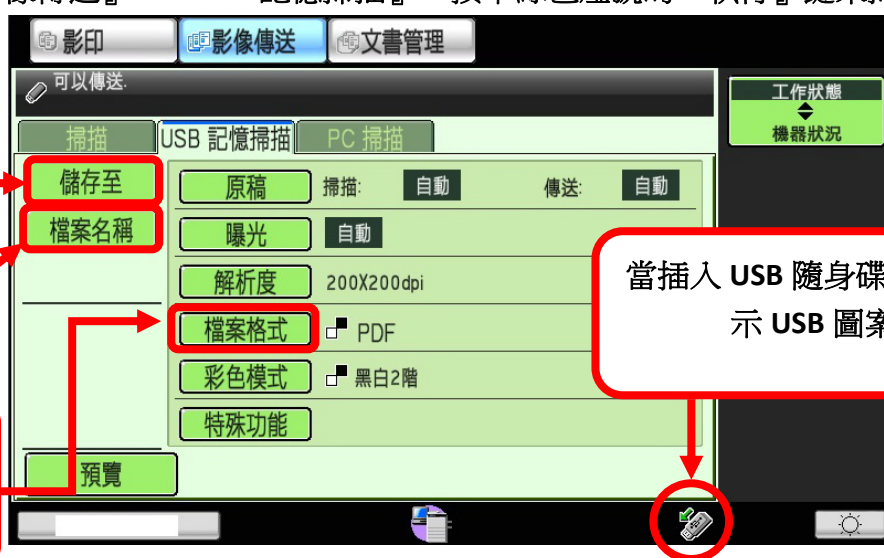 影印
影像傳送
文書管理
可以傳送.
工作狀態
機器狀況
掃描
USB 記憶掃描
PC 掃描
儲存至
原稿
掃描:
自動
傳送:
自動
檔案名稱
曝光
自動
當插入 USB 隨身碟
示 USB 圖案
解析度
200X200dpi
檔案格式
PDF
彩色模式
黑白2階
特殊功能
預覽